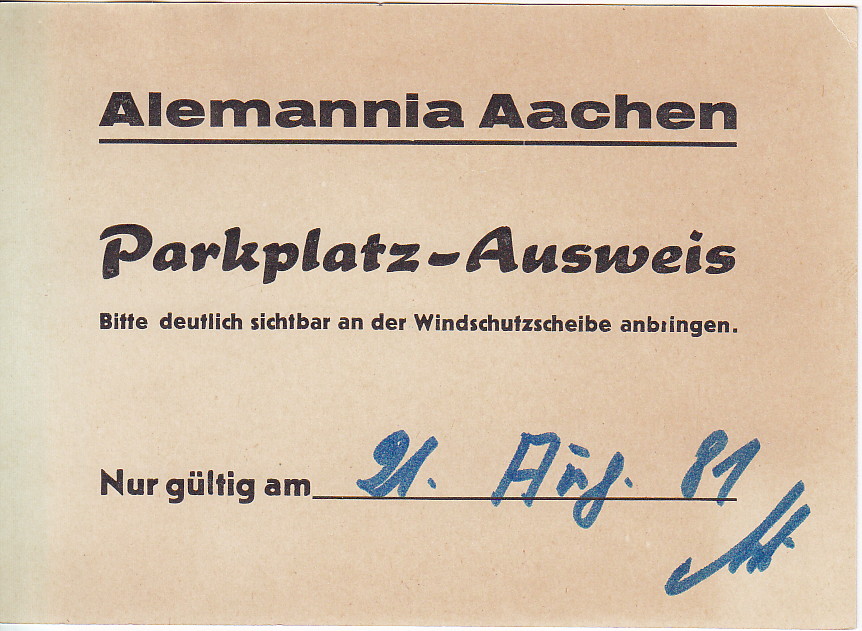 Alemannia Aachen
Parkplatz-Ausweis
Bitte deutlich sichtbar an der Windschutzscheibe anbringen.
Nur gültig am 21. Aug. 81